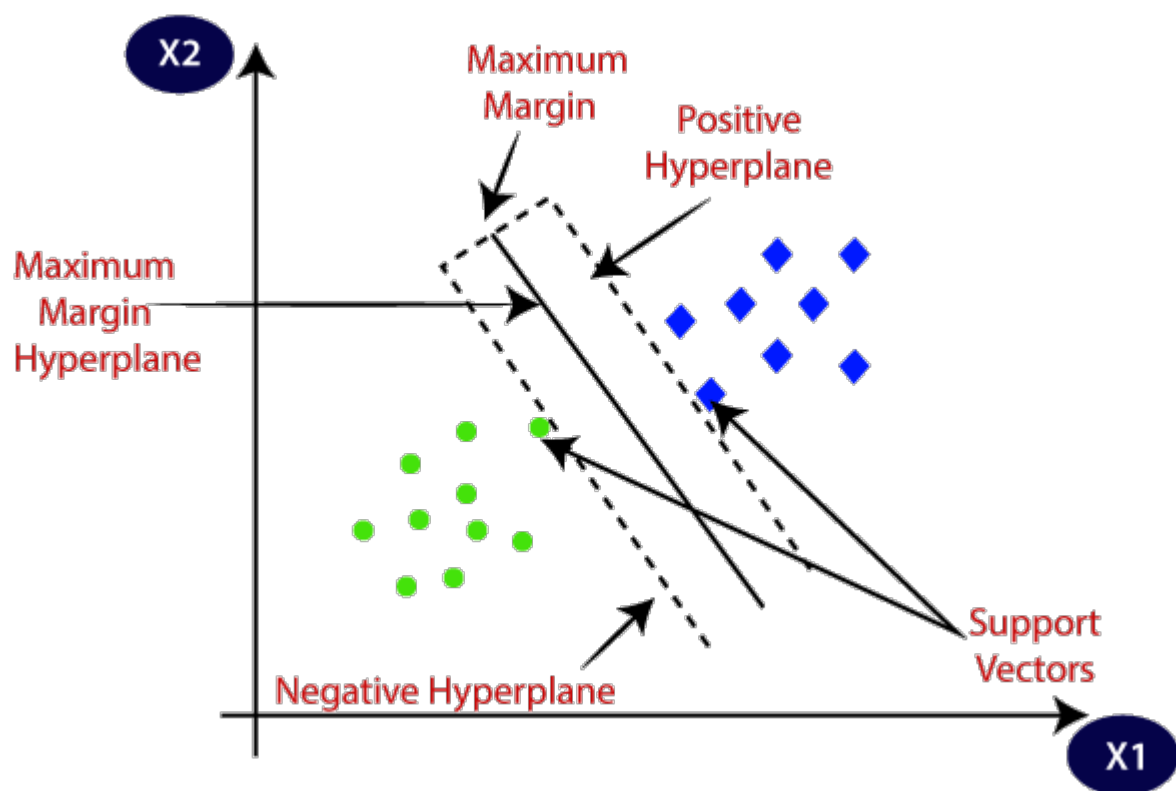 X2
Maximum
Margin
Positive
Hyperplane
Maximum
Margin
Hyperplane
Support
Vectors
Negative Hyperplane
X1